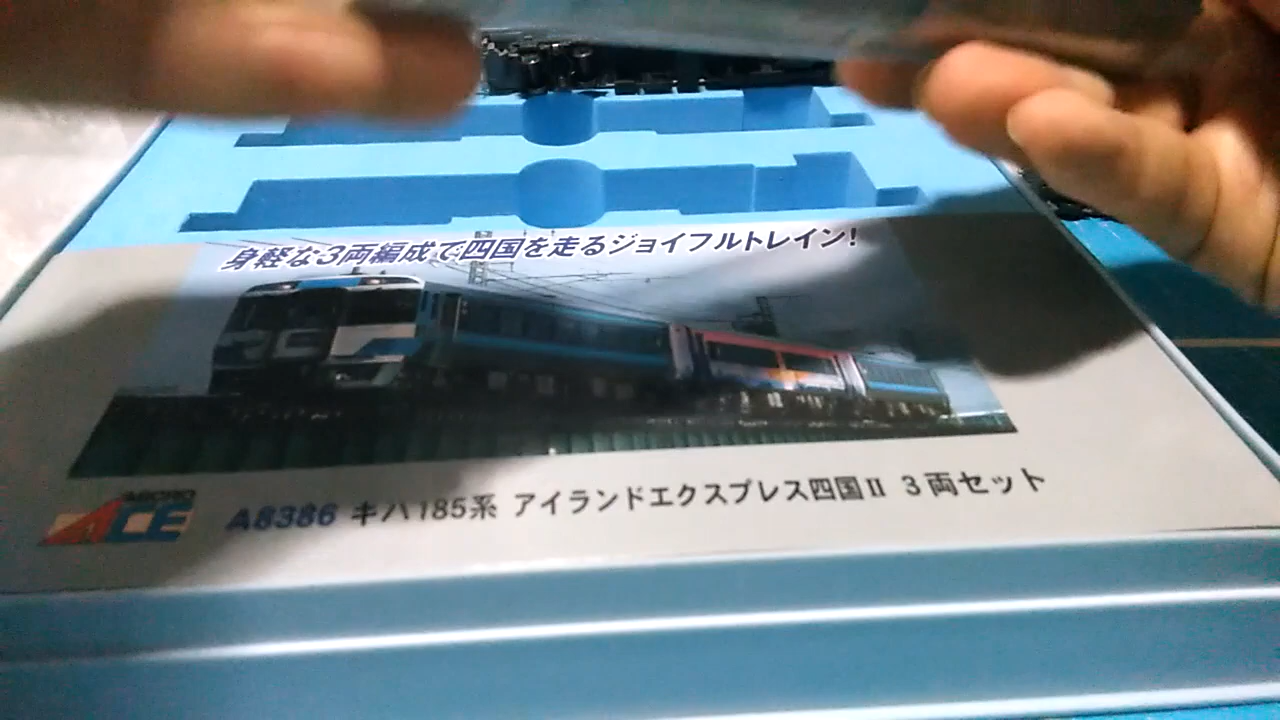 身軽な3両編成で四国を走るジョイフルトレイン!
MICRO
ACE
A8386 キハ185系 アイランドエクスプレス四国II 3両セット